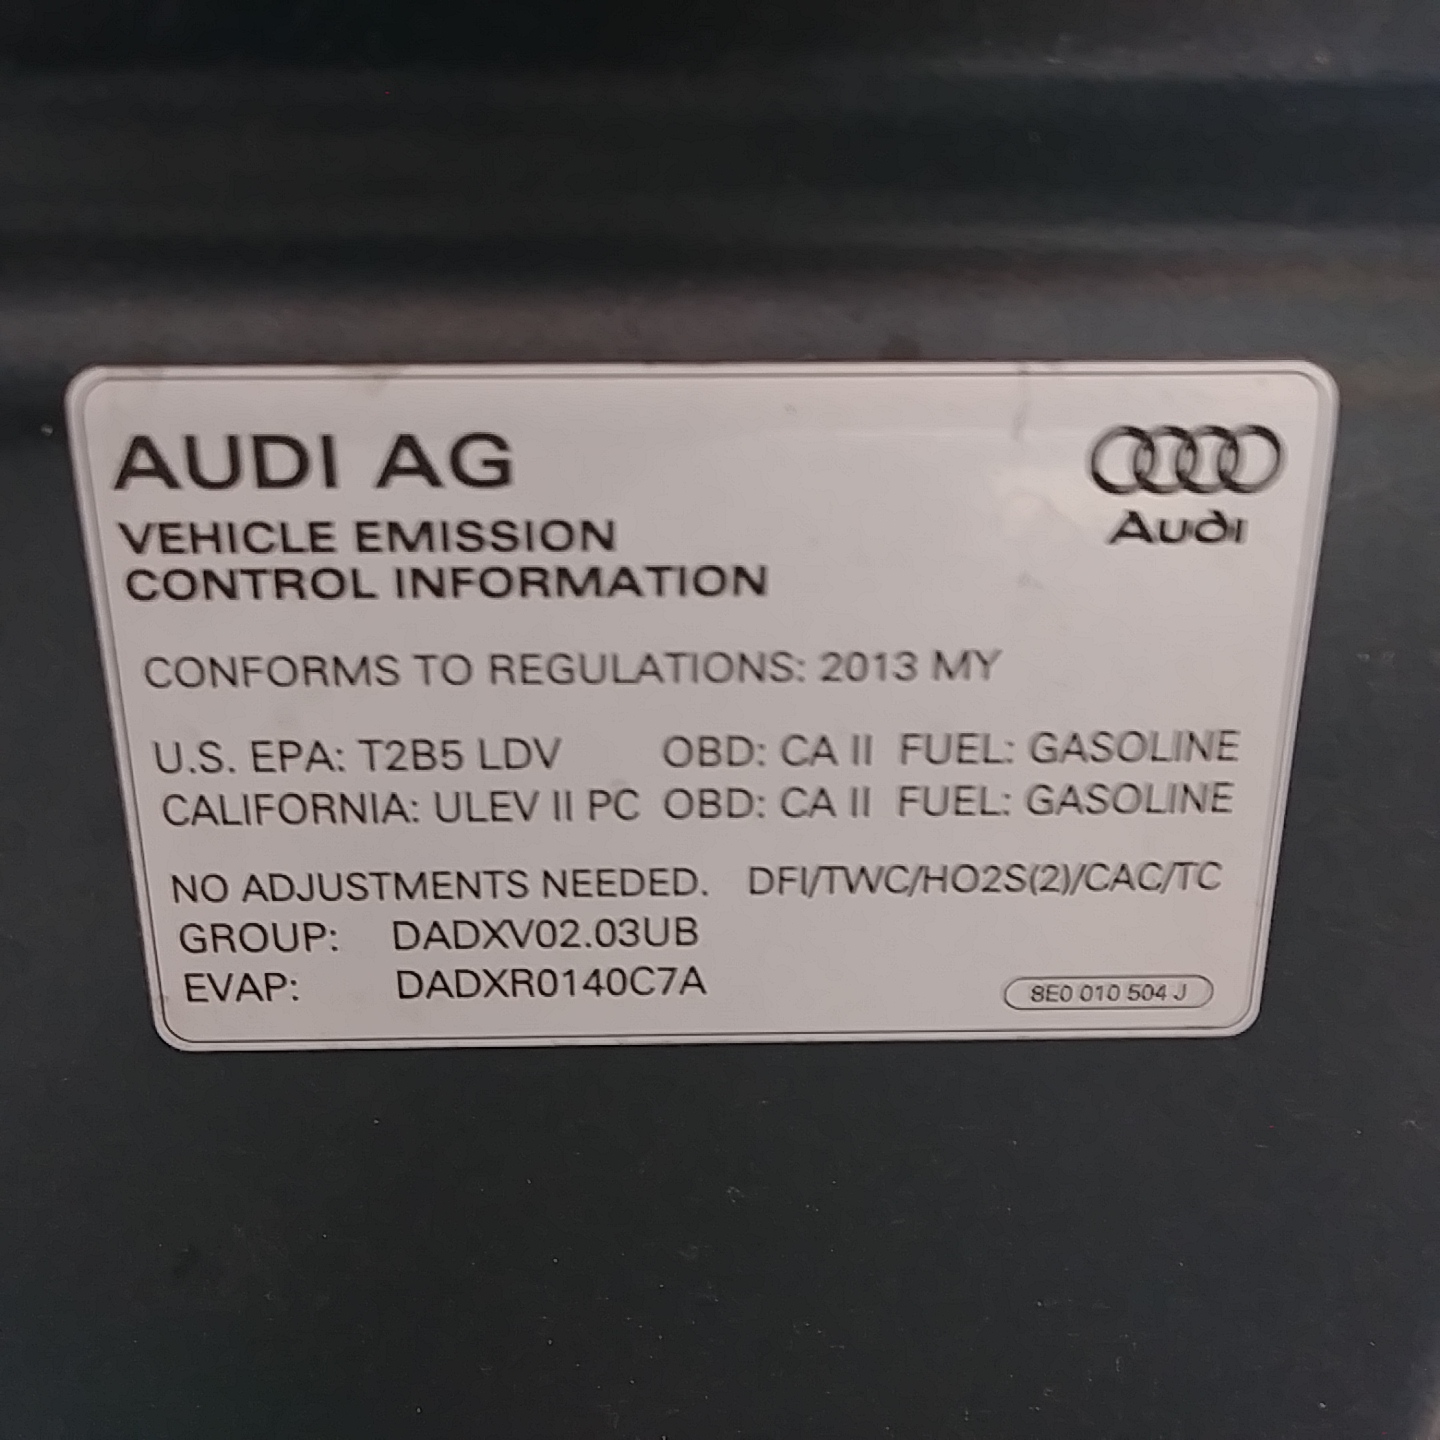 AUDI AG
Audi
VEHICLE EMISSION
CONTROL INFORMATION
CONFORMS TO REGULATIONS: 2013 MY
U.S. EPA: T2B5 LDV OBD: CA II FUEL: GASOLINE
CALIFORNIA: ULEV II PC OBD: CA II FUEL: GASOLINE
NO ADJUSTMENTS NEEDED. DFI/TWC/HO2S(2)/CAC/TC
GROUP: DADXV02.03UB
EVAP: DADXR0140C7A
8E0 010 504 J